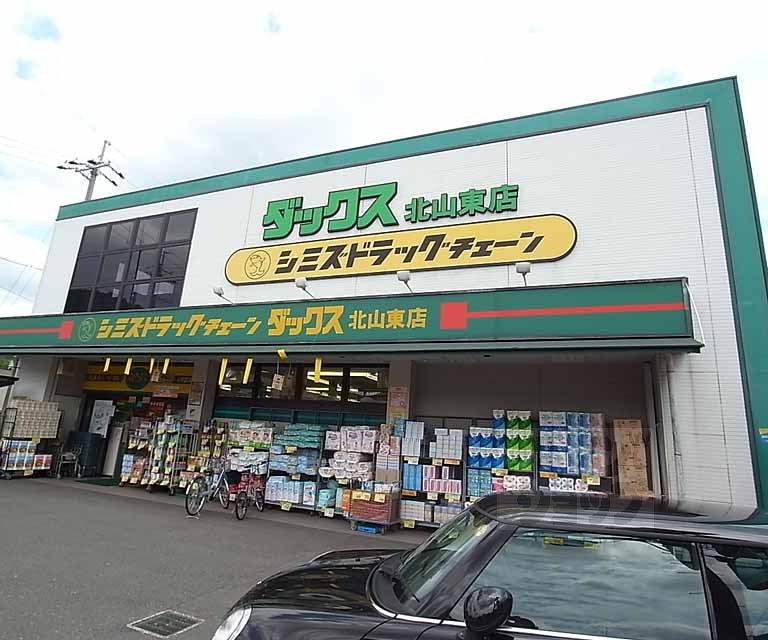 ダックス 北山東店
シミズドラッグチェーン
シミズドラッグチェーン ダックス 北山東店